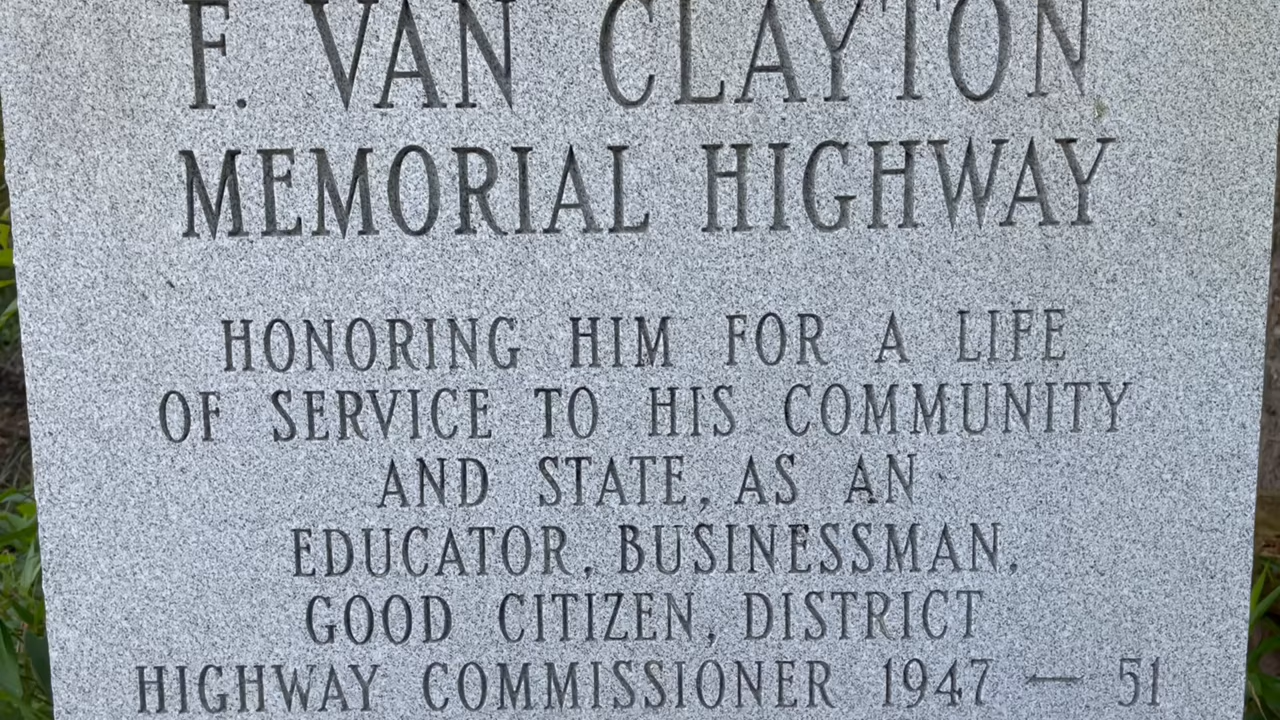 F. VAN CLAYTON
MEMORIAL HIGHWAY
HONORING HIM FOR A LIFE
OF SERVICE TO HIS COMMUNITY
AND STATE, AS AN
EDUCATOR, BUSINESSMAN,
GOOD CITIZEN, DISTRICT
HIGHWAY COMMISSIONER 1947 — 51